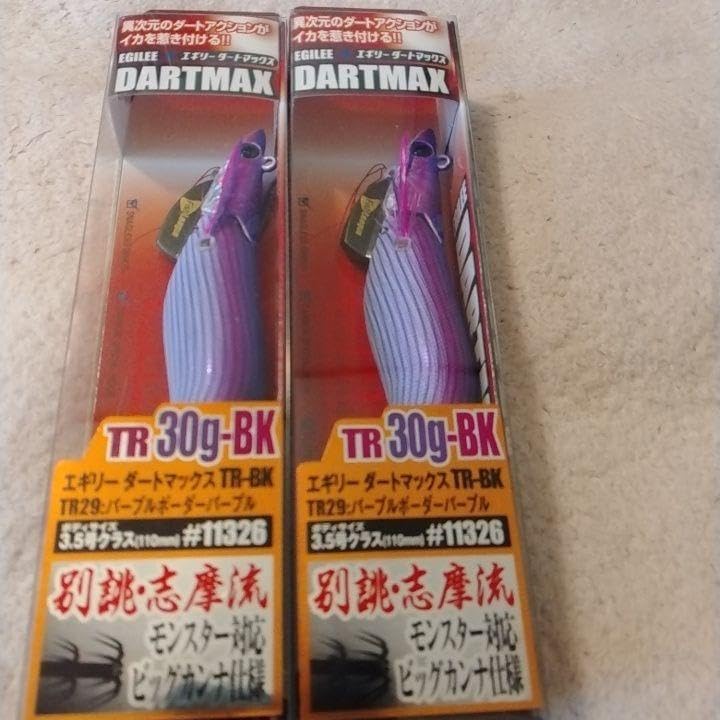 異次元のダートアクションが
イカを惹き付ける!!
EGILEE エギリー ダートマックス
DARTMAX
TR 30g-BK
エギリー ダートマックス TR-BK
TR29:パープルボーダーパープル
ボディサイズ
3.5号クラス(110mm) #11326
別誂・志摩流
モンスター対応
ビッグカンナ仕様
異次元のダートアクションが
イカを惹き付ける!!
EGILEE エギリー ダートマックス
DARTMAX
TR 30g-BK
エギリー ダートマックス TR-BK
TR29:パープルボーダーパープル
ボディサイズ
3.5号クラス(110mm) #11326
別誂・志摩流
モンスター対応
ビッグカンナ仕様